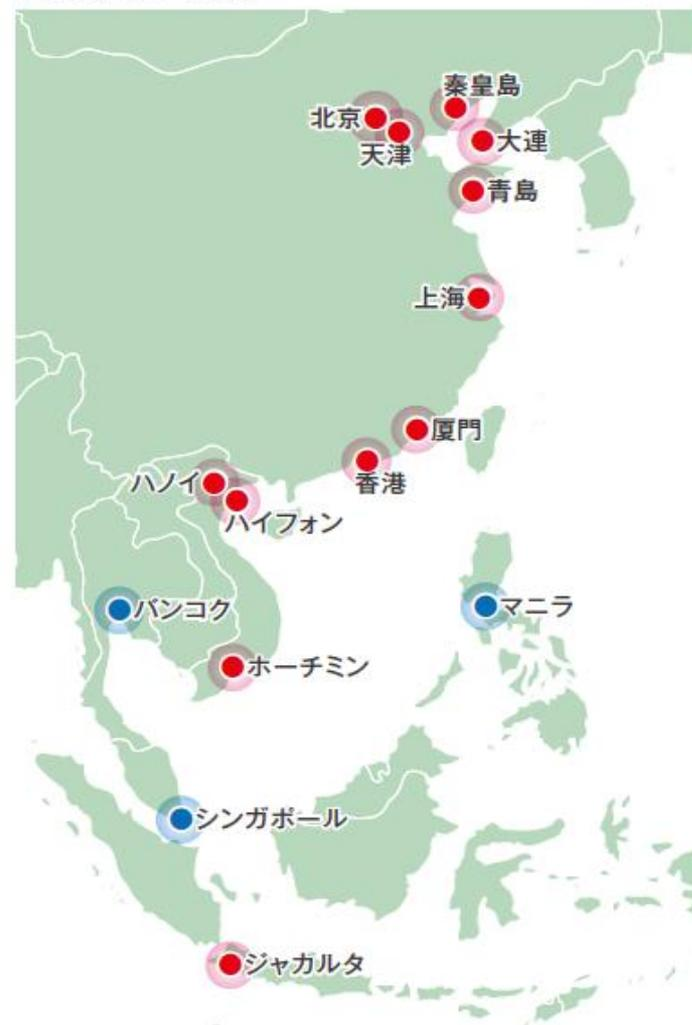 秦皇島
北京
天津
大連
青島
上海
厦門
香港
ハノイ
ハイフォン
バンコク
マニラ
ホーチミン
シンガポール
ジャカルタ